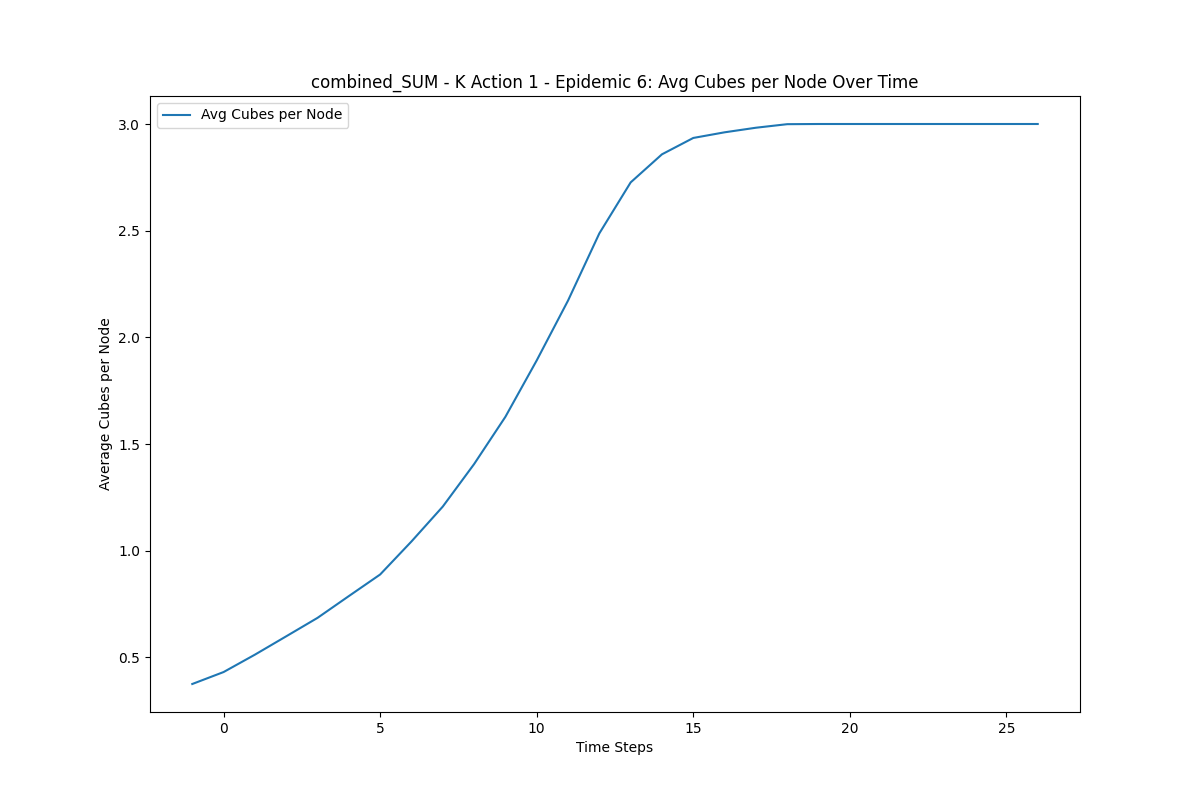 combined_SUM - K Action 1 - Epidemic 6: Avg Cubes per Node Over Time
Avg Cubes per Node
3.0
2.5
2.0
1.5
1.0
0.5
Average Cubes per Node
0 5 10 15 20 25
Time Steps